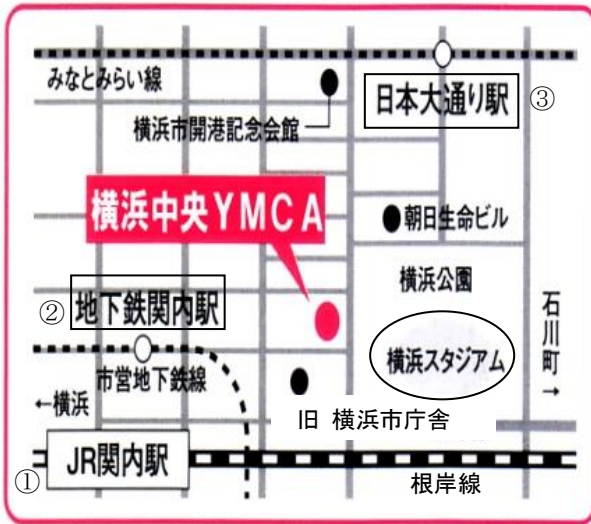 みなとみらい線
日本大通り駅 ③
横浜市開港記念会館
横浜中央YMCA
朝日生命ビル
横浜公園
② 地下鉄関内駅
横浜スタジアム
石川町→
市営地下鉄線
←横浜
旧 横浜市庁舎
① JR関内駅
根岸線